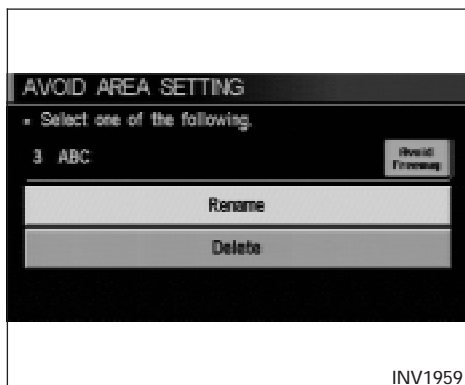 AVOID AREA SETTING
• Select one of the following.
3 ABC
Avoid
Freeway
Rename
Delete
INV1959